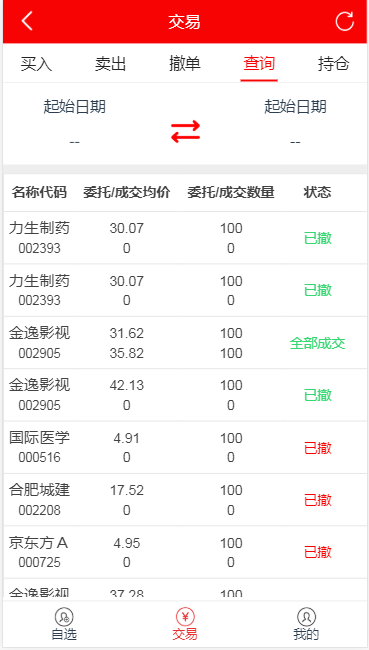 交易
买入 卖出 撤单 查询 持仓
起始日期 起始日期
-- --
名称代码 委托/成交均价 委托/成交数量 状态
力生制药 30.07 100 已撤
002393 0 0
力生制药 30.07 100 已撤
002393 0 0
金逸影视 31.62 100 全部成交
002905 35.82 100
金逸影视 42.13 100 已撤
002905 0 0
国际医学 4.91 100 已撤
000516 0 0
合肥城建 17.52 100 已撤
002208 0 0
京东方A 4.95 100 已撤
000725 0 0
金逸影视 37.28 100
自选 交易 我的